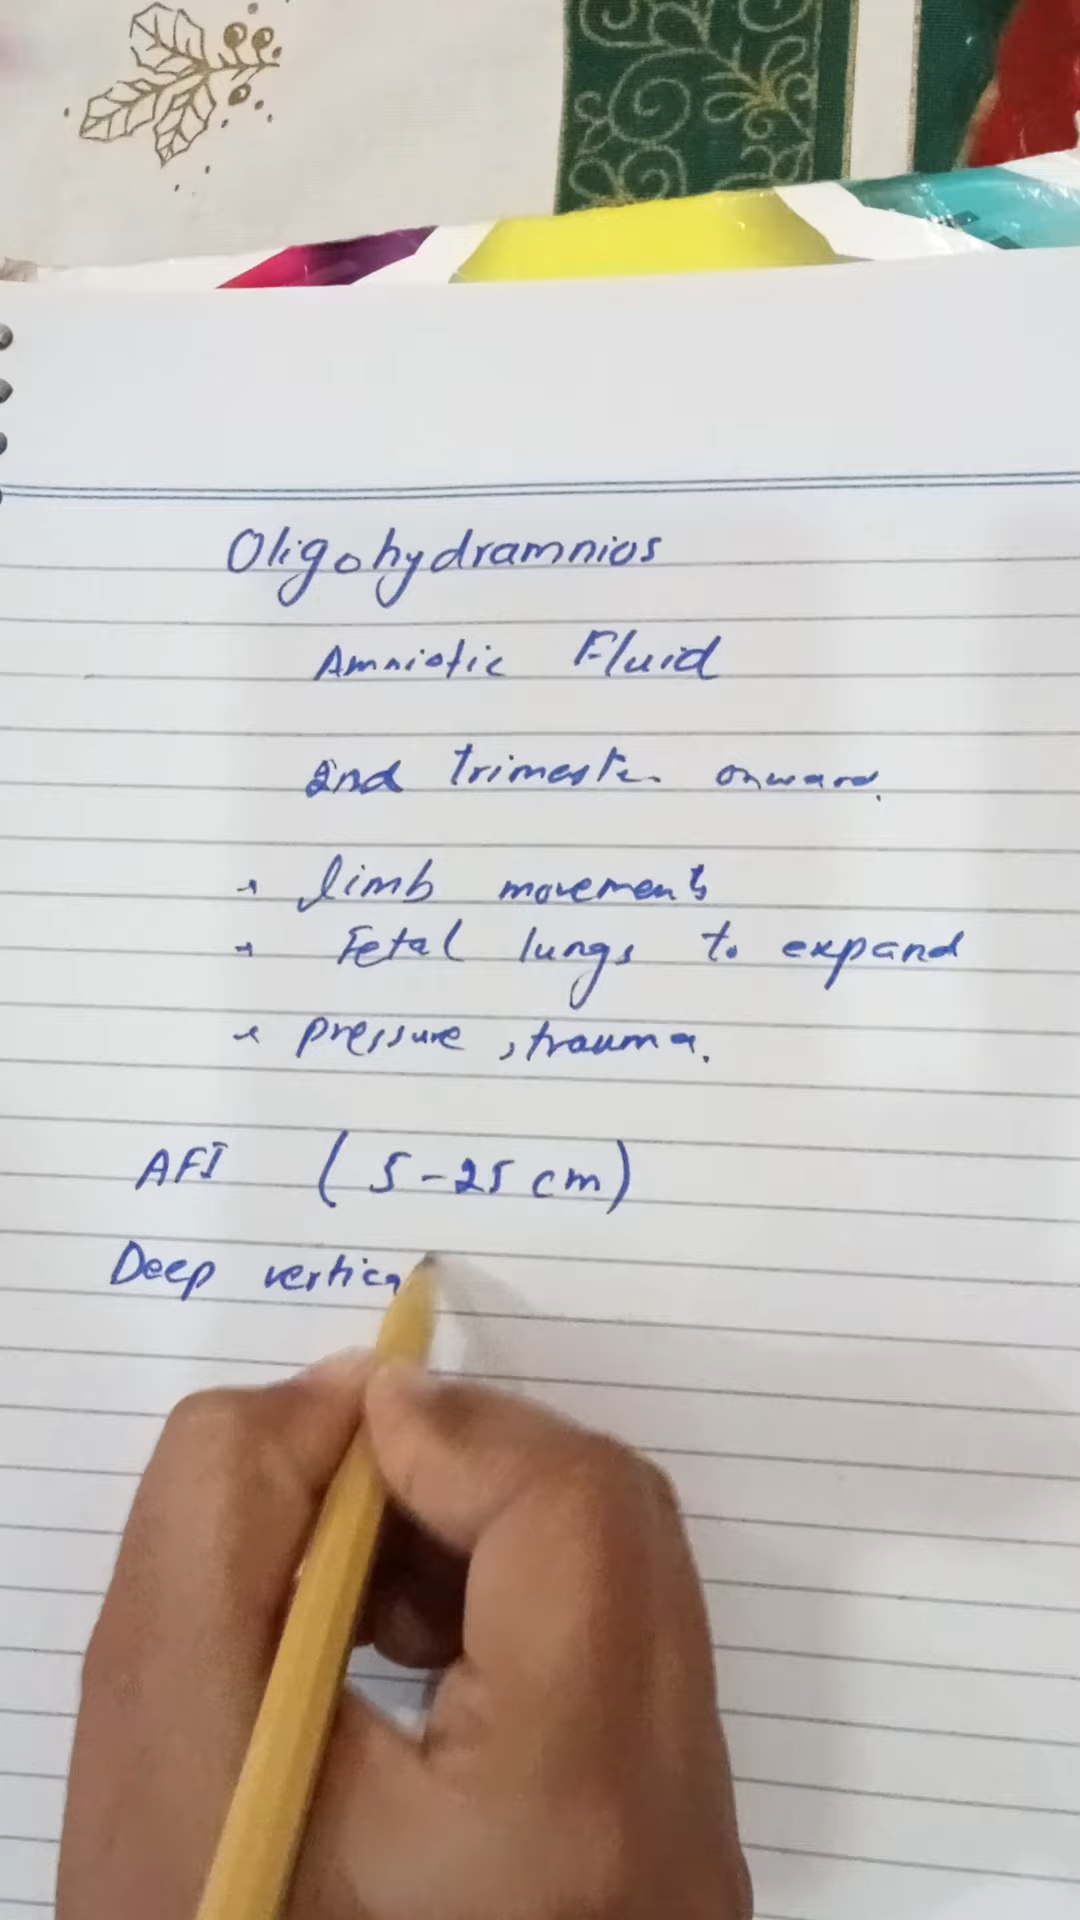 Oligohydramnios
Amniotic Fluid
2nd trimester onward.
→ limb movements
→ Fetal lungs to expand
→ pressure, trauma.
AFI (5-25 cm)
Deep vertica